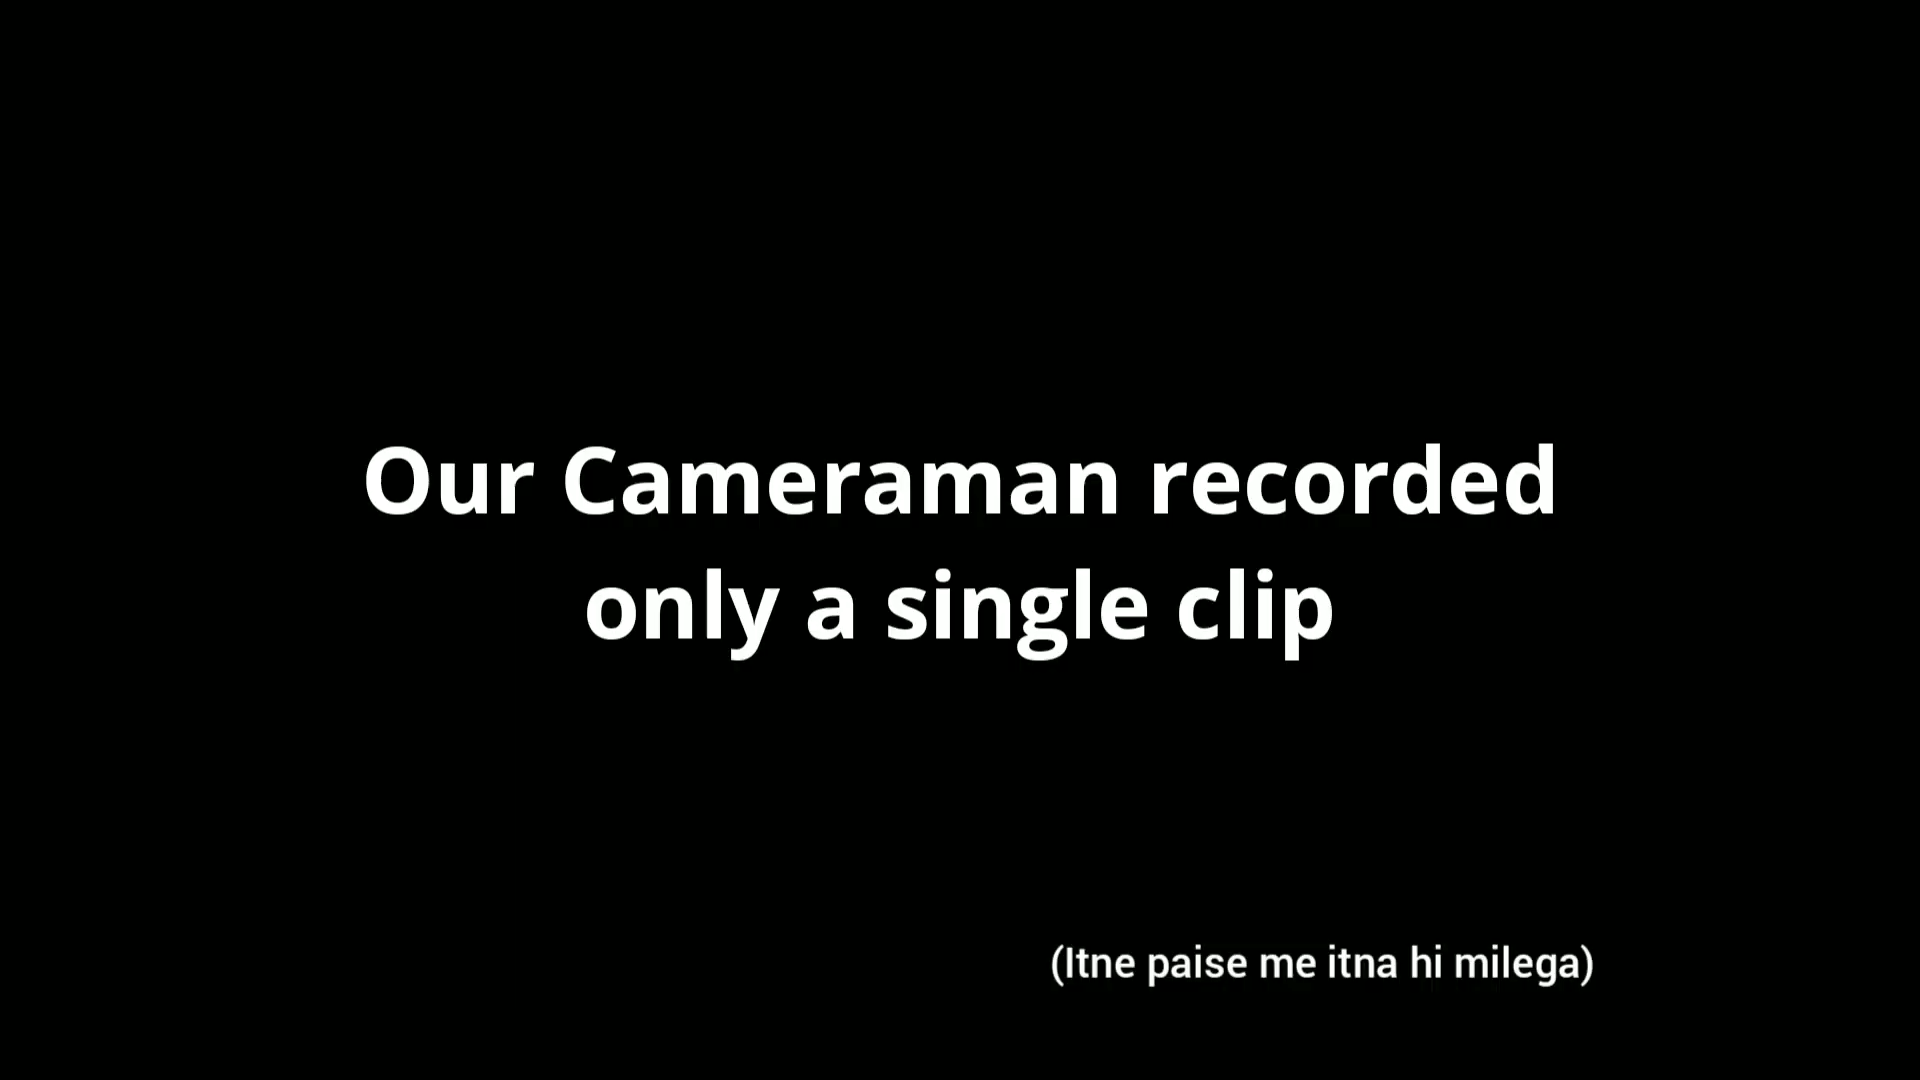 Our Cameraman recorded
only a single clip
(Itne paise me itna hi milega)